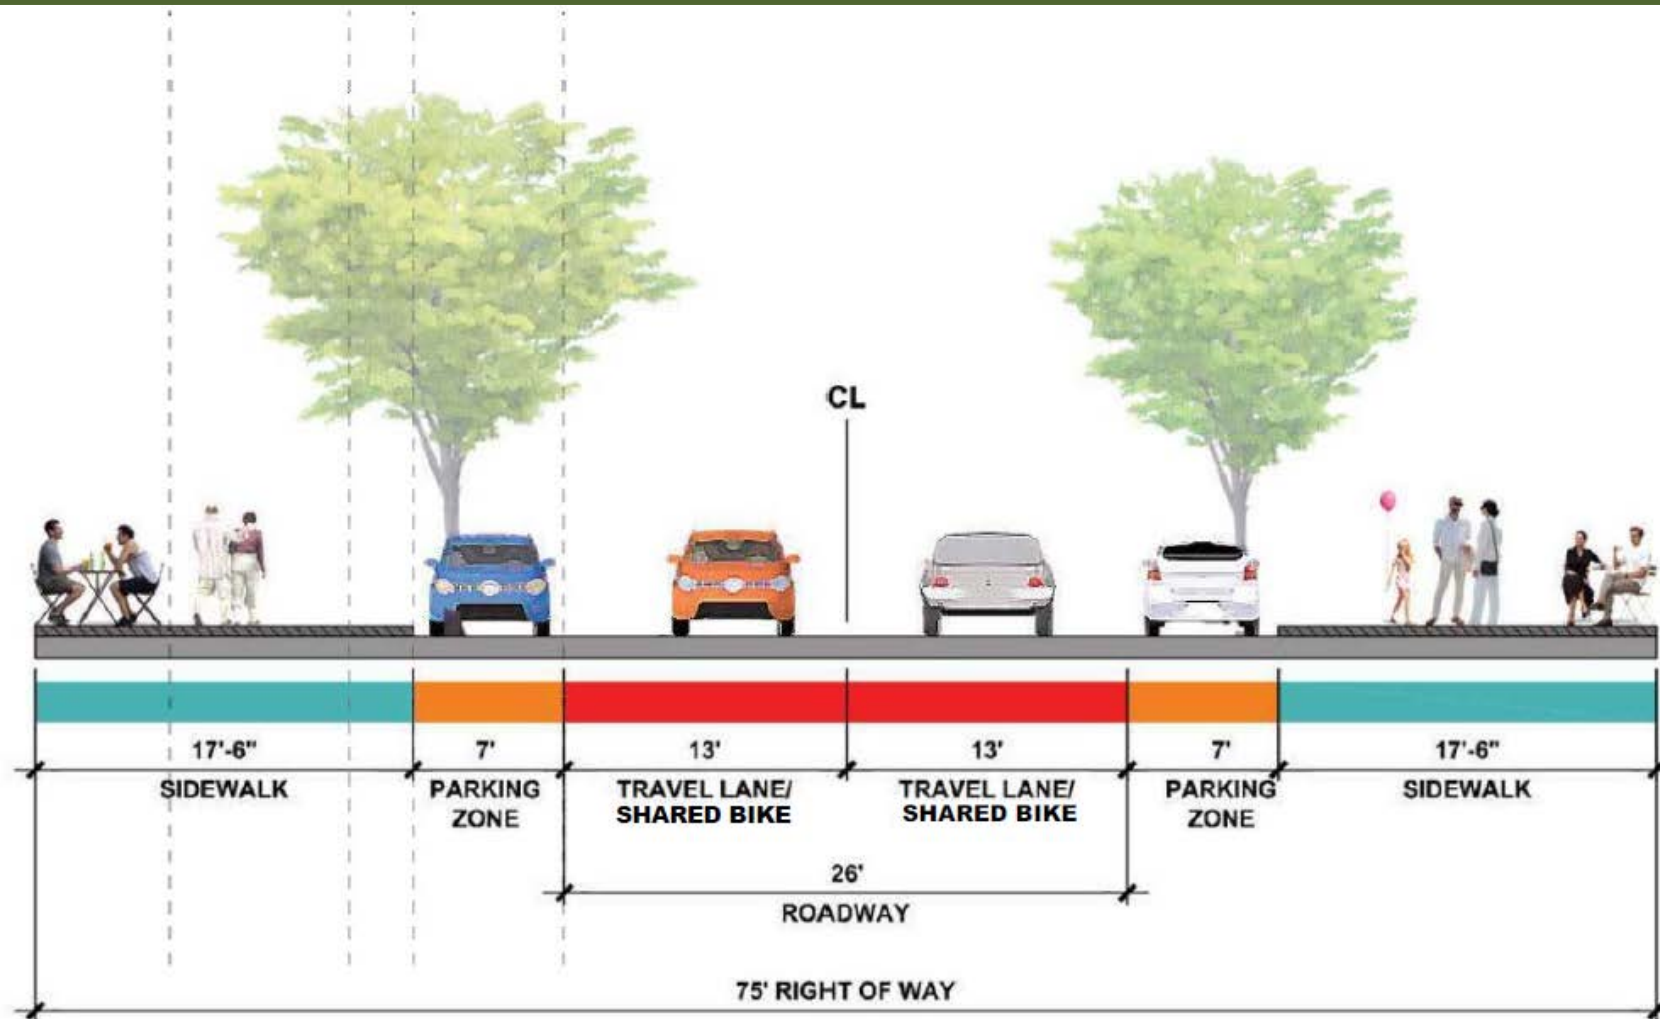 CL
17'-6"
7'
13'
13'
7'
17'-6"
SIDEWALK
PARKING
ZONE
TRAVEL LANE/
SHARED BIKE
TRAVEL LANE/
SHARED BIKE
PARKING
ZONE
SIDEWALK
26'
ROADWAY
75' RIGHT OF WAY